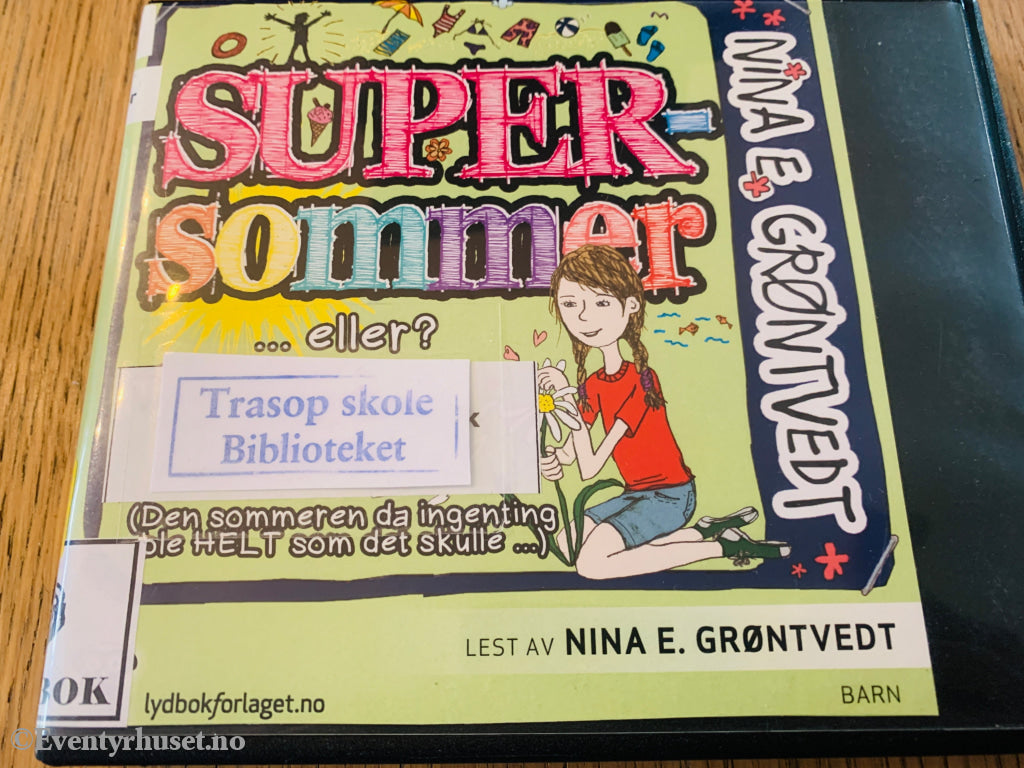 SUPER-
sommer
... eller?
NINA E. GRØNTVEDT
Trasop skole
Biblioteket
(Den sommeren da ingenting
ble HELT som det skulle ...)
LEST AV NINA E. GRØNTVEDT
BOK
lydbokforlaget.no
BARN
©Eventyrhuset.no